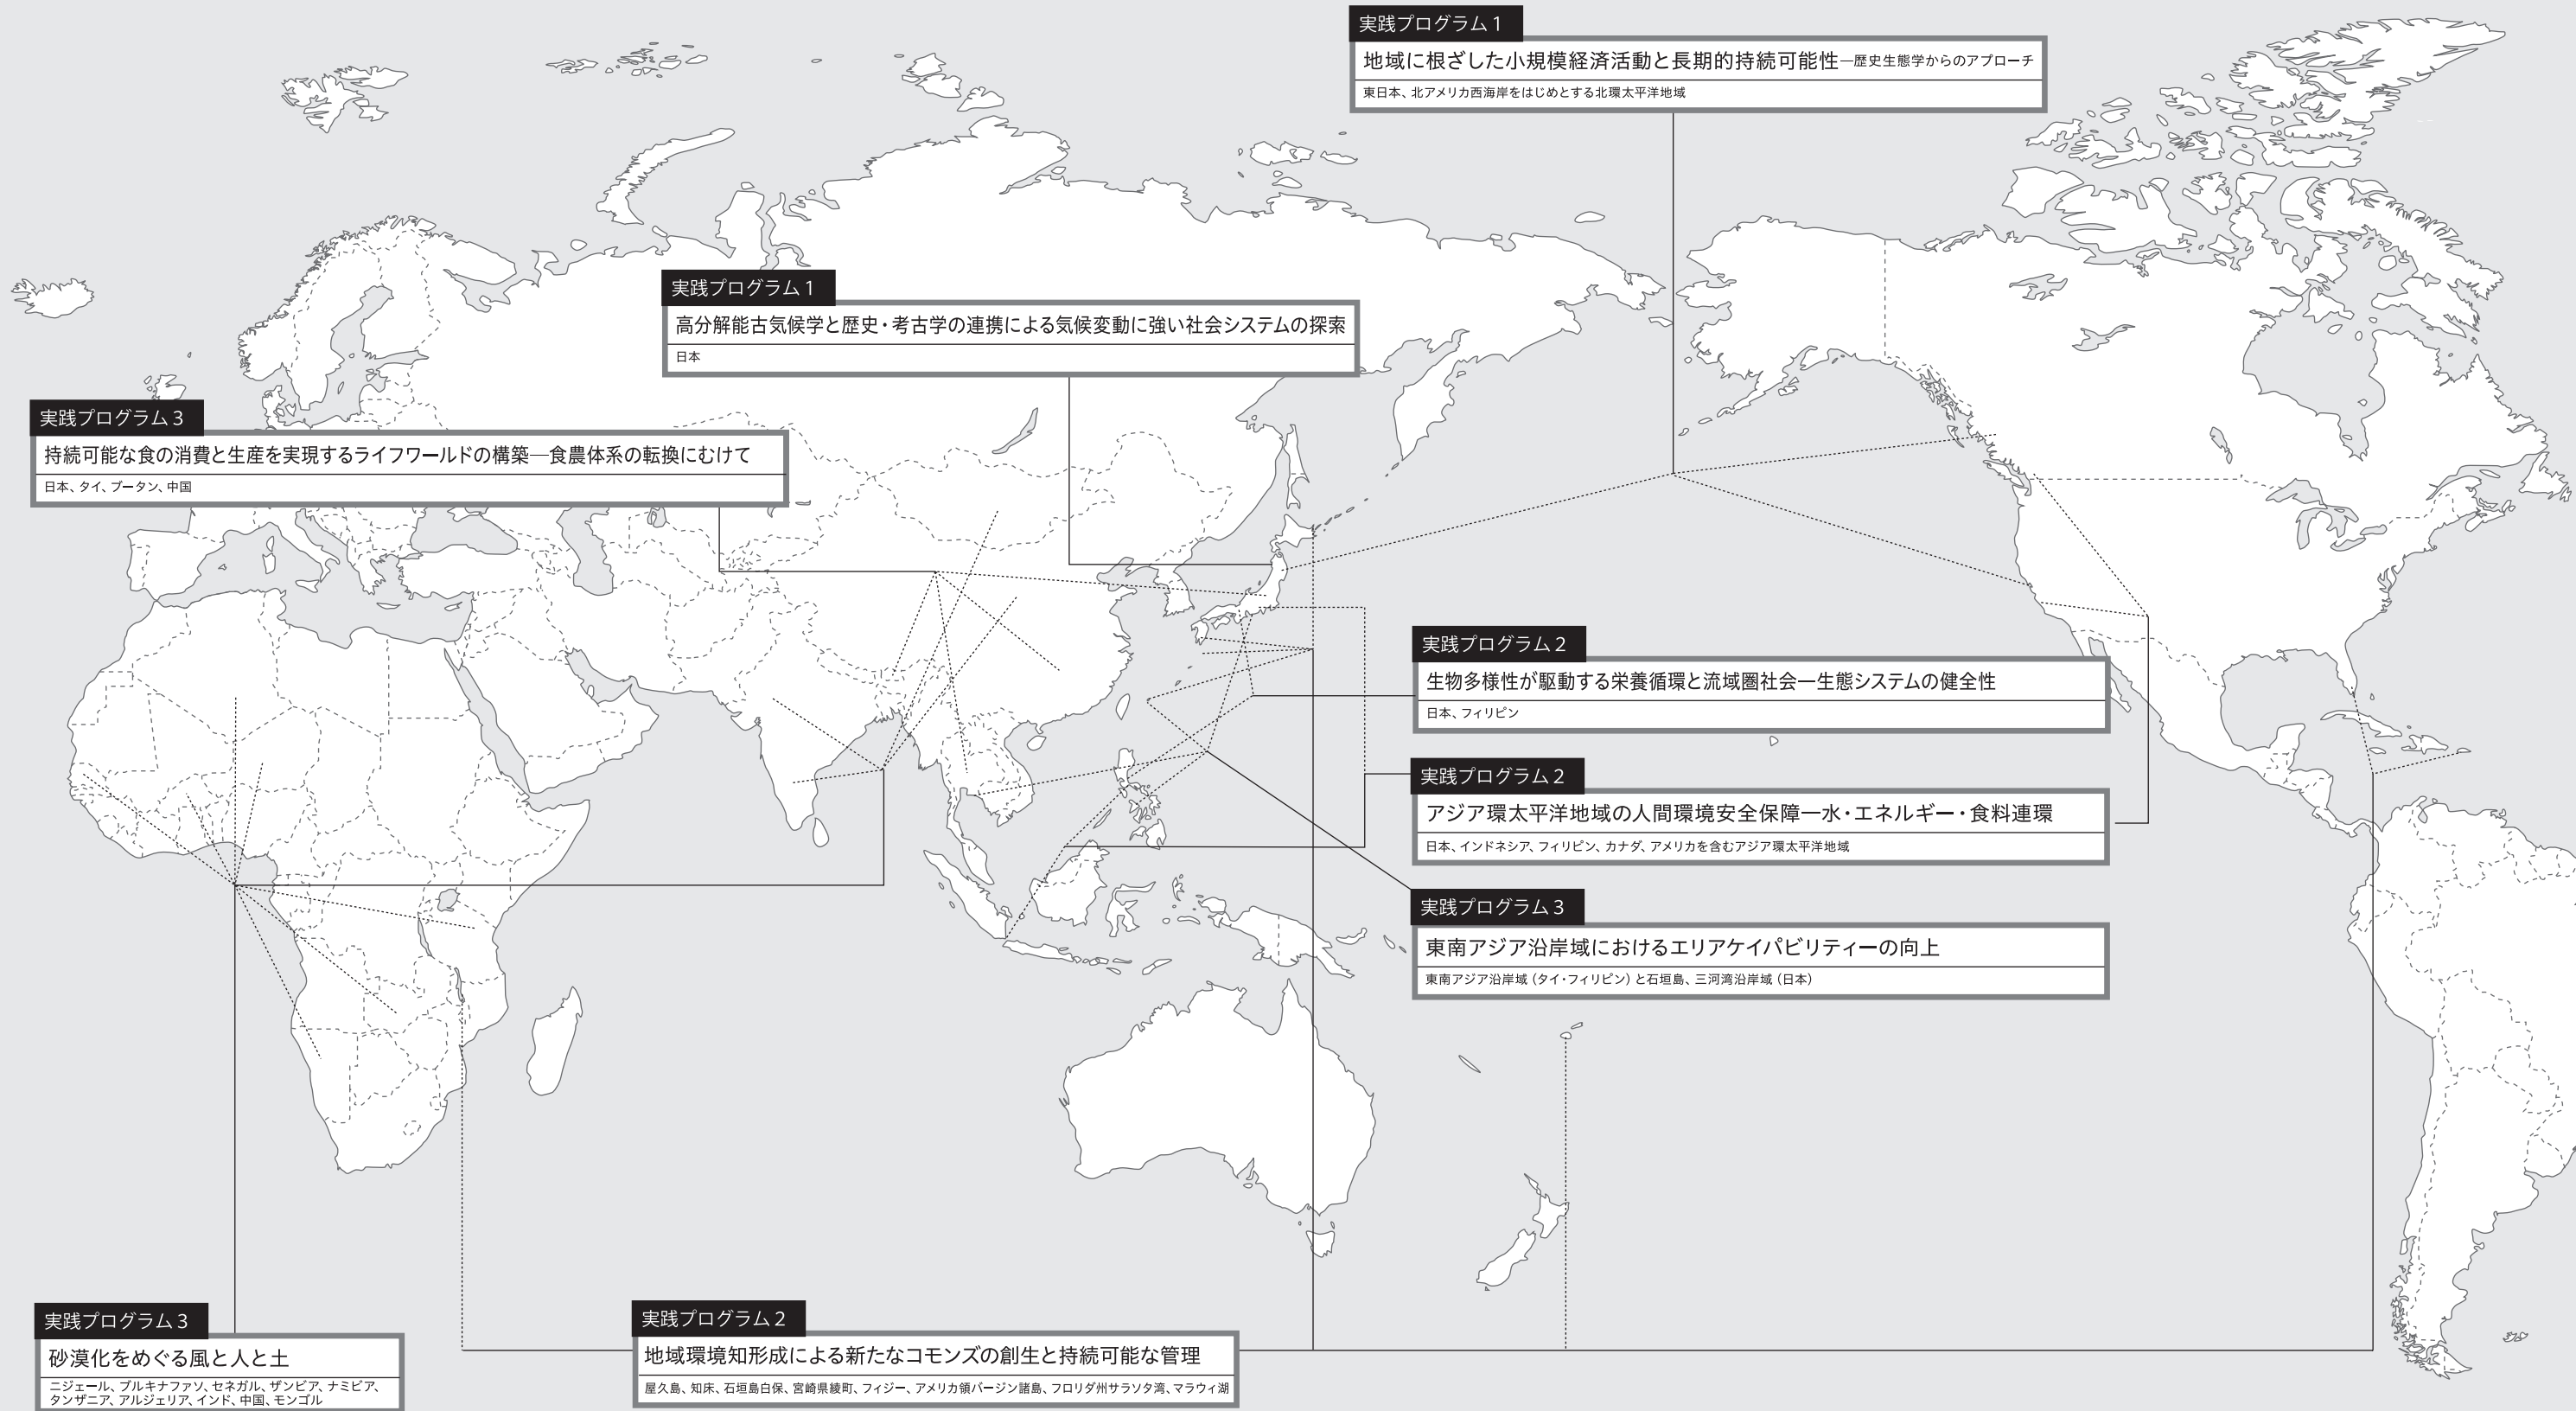 実践プログラム1
地域に根ざした小規模経済活動と長期的持続可能性―歴史生態学からのアプローチ
東日本、北アメリカ西海岸をはじめとする北環太平洋地域
実践プログラム1
高分解能古気候学と歴史・考古学の連携による気候変動に強い社会システムの探索
日本
実践プログラム3
持続可能な食の消費と生産を実現するライフワールドの構築―食農体系の転換にむけて
日本、タイ、ブータン、中国
実践プログラム2
生物多様性が駆動する栄養循環と流域圏社会―生態システムの健全性
日本、フィリピン
実践プログラム2
アジア環太平洋地域の人間環境安全保障―水・エネルギー・食料連環
日本、インドネシア、フィリピン、カナダ、アメリカを含むアジア環太平洋地域
実践プログラム3
東南アジア沿岸域におけるエリアケイパビリティーの向上
東南アジア沿岸域（タイ・フィリピン）と石垣島、三河湾沿岸域（日本）
実践プログラム3
砂漠化をめぐる風と人と土
ニジェール、ブルキナファソ、セネガル、ザンビア、ナミビア、
タンザニア、アルジェリア、インド、中国、モンゴル
実践プログラム2
地域環境知形成による新たなコモンズの創生と持続可能な管理
屋久島、知床、石垣島白保、宮崎県綾町、フィジー、アメリカ領バージン諸島、フロリダ州サラソタ湾、マラウィ湖